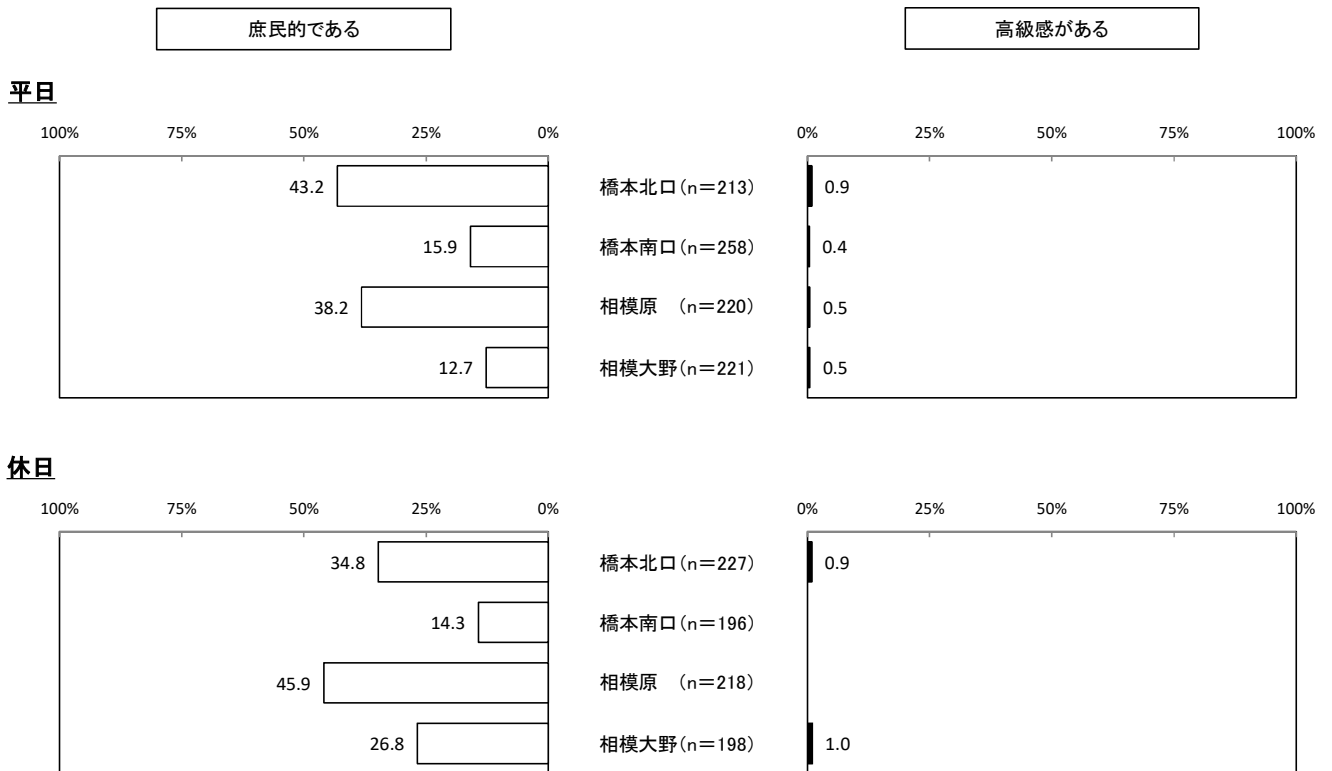 庶民的である 高級感がある
平日
100% 75% 50% 25% 0% 0% 25% 50% 75% 100%
43.2 橋本北口(n=213) 0.9
15.9 橋本南口(n=258) 0.4
38.2 相模原 (n=220) 0.5
12.7 相模大野(n=221) 0.5
休日
100% 75% 50% 25% 0% 0% 25% 50% 75% 100%
34.8 橋本北口(n=227) 0.9
14.3 橋本南口(n=196)
45.9 相模原 (n=218)
26.8 相模大野(n=198) 1.0